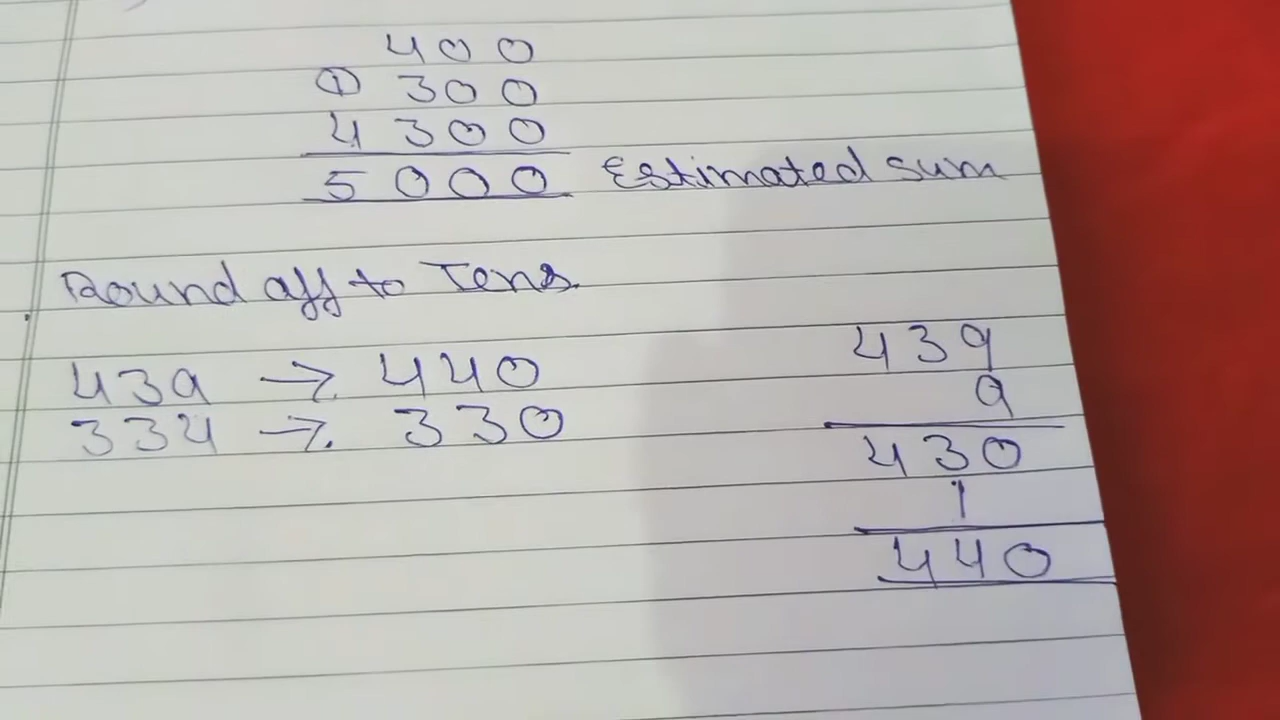 400
① 300
4300
5000 Estimated sum
Round off to Tens.
439 → 440
334 → 330
439
9
430
1
440